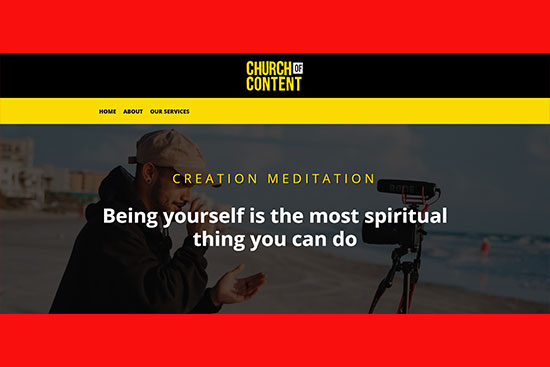 CHURCH OF
CONTENT
HOME ABOUT OUR SERVICES
CREATION MEDITATION
RODE
Being yourself is the most spiritual
thing you can do